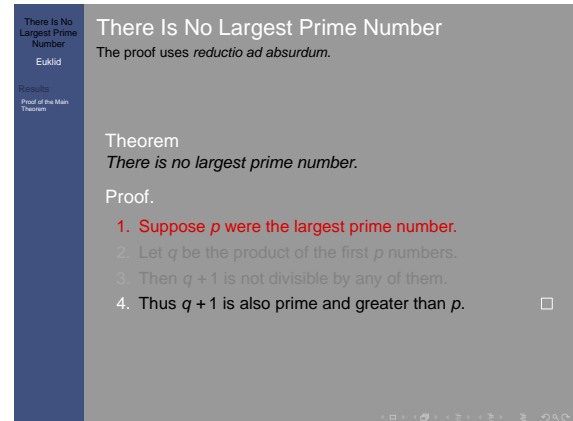 There Is No
Largest Prime
Number
Euklid
Results
Proof of the Main
Theorem
There Is No Largest Prime Number
The proof uses reductio ad absurdum.
Theorem
There is no largest prime number.
Proof.
1. Suppose p were the largest prime number.
2. Let q be the product of the first p numbers.
3. Then q + 1 is not divisible by any of them.
4. Thus q + 1 is also prime and greater than p. □